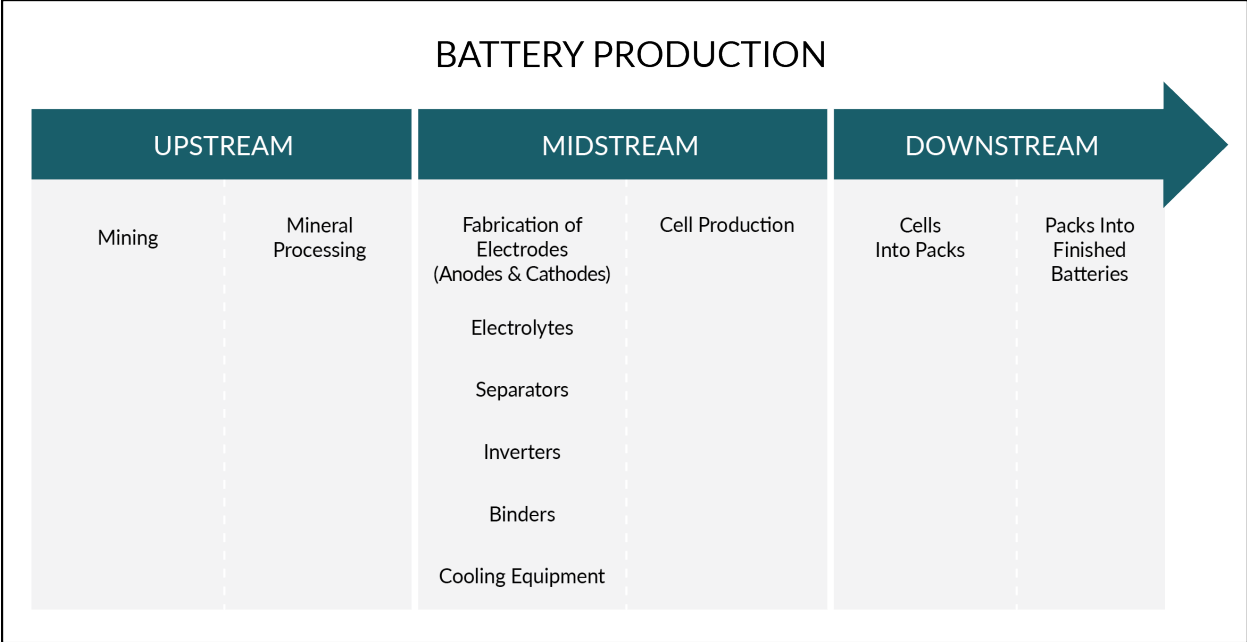 BATTERY PRODUCTION
UPSTREAM
MIDSTREAM
DOWNSTREAM
Mining
Mineral
Processing
Fabrication of
Electrodes
(Anodes & Cathodes)
Electrolytes
Separators
Inverters
Binders
Cooling Equipment
Cell Production
Cells
Into Packs
Packs Into
Finished
Batteries